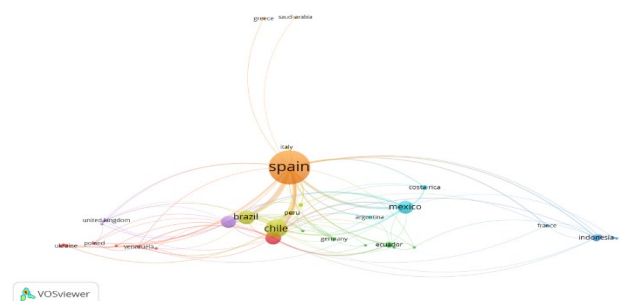 greece saudi arabia
italy
spain
costa rica
mexico
peru
brazil
argentina
united kingdom
chile
france
germany
indonesia
poland
ukraine
venezuela
ecuador
VOSviewer